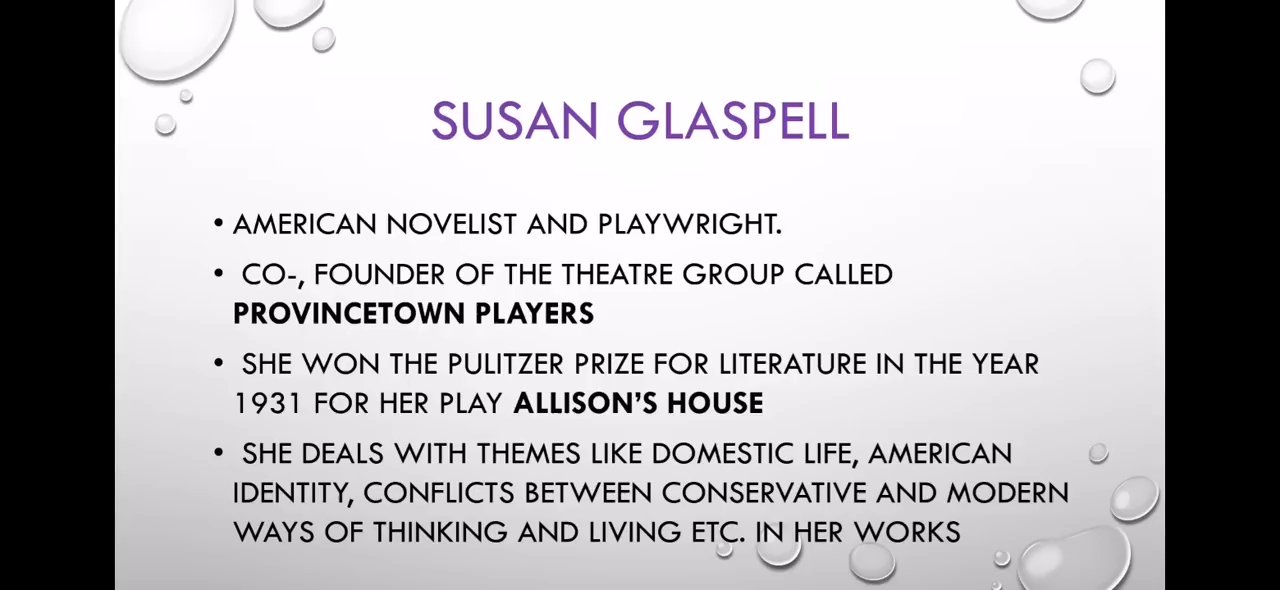 SUSAN GLASPELL
• AMERICAN NOVELIST AND PLAYWRIGHT.
• CO-, FOUNDER OF THE THEATRE GROUP CALLED
PROVINCETOWN PLAYERS
• SHE WON THE PULITZER PRIZE FOR LITERATURE IN THE YEAR
1931 FOR HER PLAY ALLISON’S HOUSE
• SHE DEALS WITH THEMES LIKE DOMESTIC LIFE, AMERICAN
IDENTITY, CONFLICTS BETWEEN CONSERVATIVE AND MODERN
WAYS OF THINKING AND LIVING ETC. IN HER WORKS